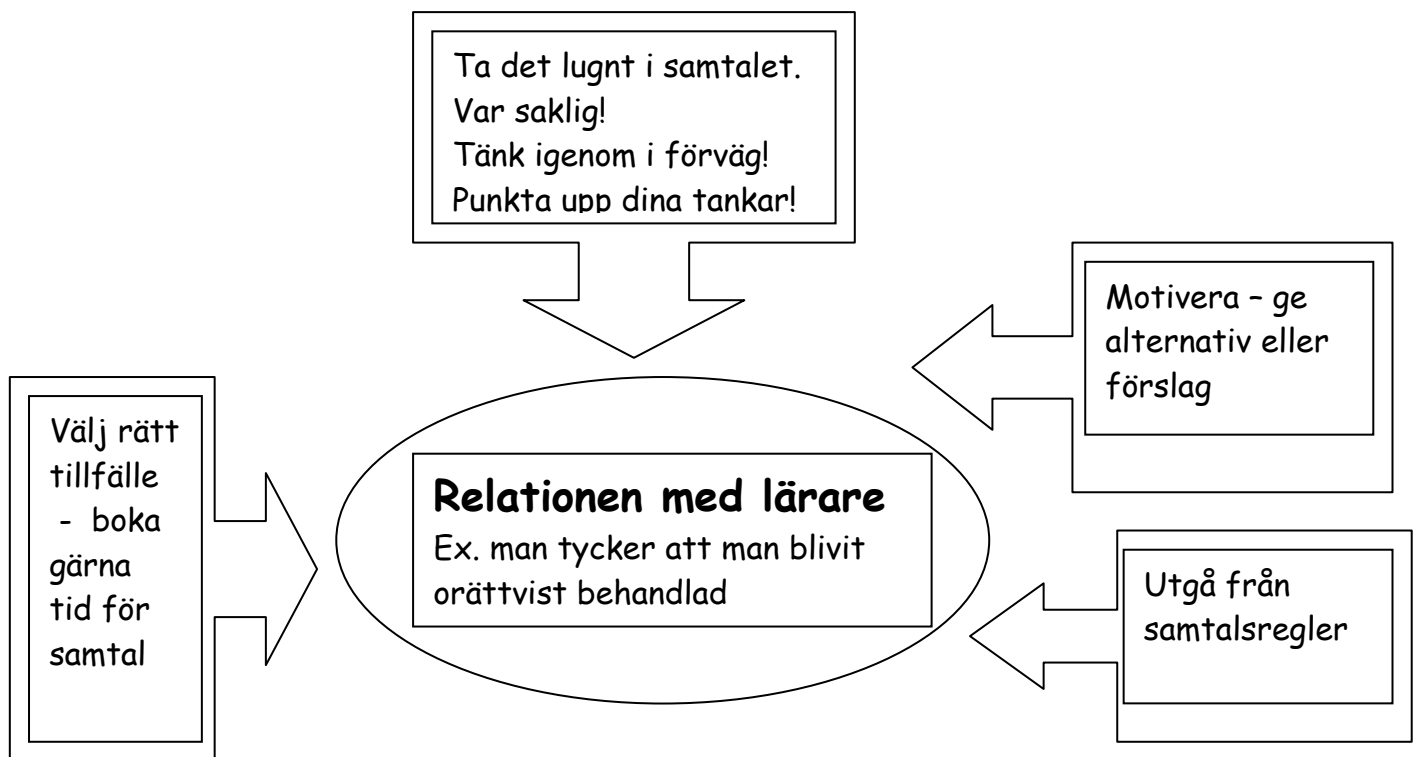 Ta det lugnt i samtalet.
Var saklig!
Tänk igenom i förväg!
Punkta upp dina tankar!
Motivera – ge
alternativ eller
förslag
Välj rätt
tillfälle
- boka
gärna
tid för
samtal
Relationen med lärare
Ex. man tycker att man blivit
orättvist behandlad
Utgå från
samtalsregler